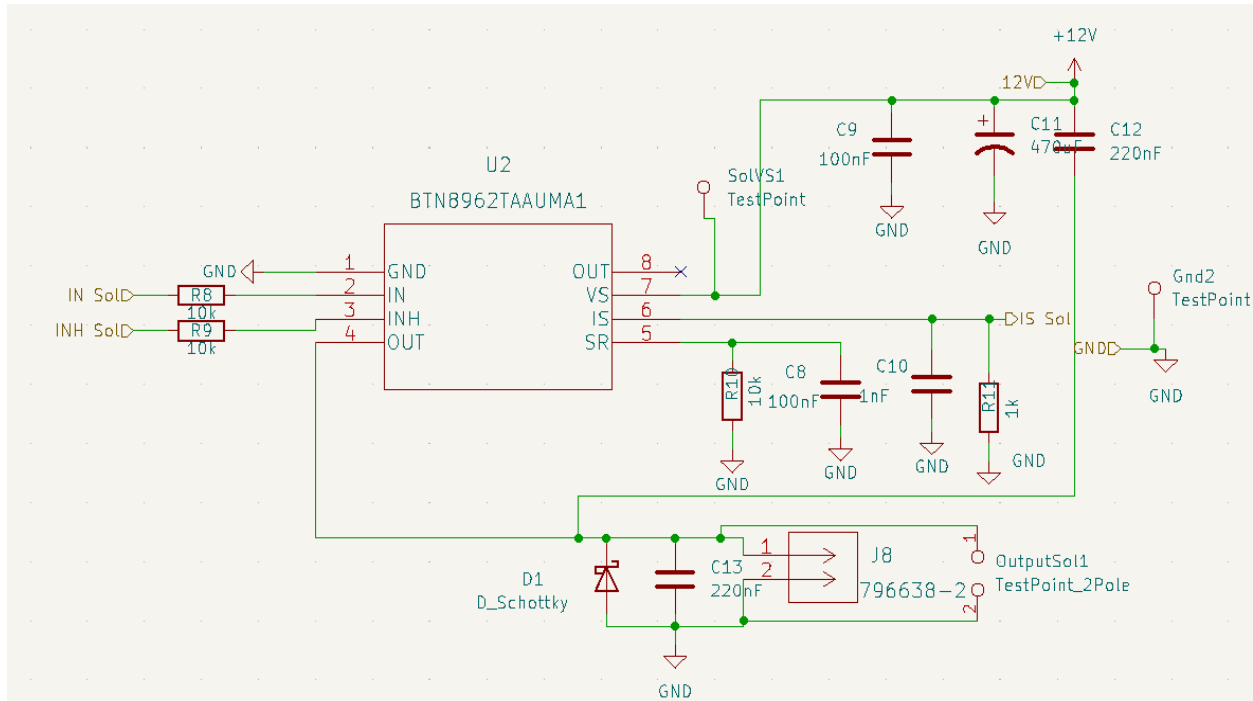 +12V
12V
C9
100nF
C11
470uF
C12
220nF
U2
BTN8962TAAUMA1
SolVS1
TestPoint
GND
GND
GND
1
GND
OUT
8
IN Sol
R8
10k
2
IN
VS
7
Gnd2
TestPoint
INH Sol
R9
10k
3
INH
IS
6
IS Sol
4
OUT
SR
5
GND
GND
R10
10k
C8
100nF
C10
1nF
R11
1k
GND
GND
GND
GND
1
2
J8
796638-2
D1
D_Schottky
C13
220nF
1
OutputSol1
TestPoint_2Pole
2
GND